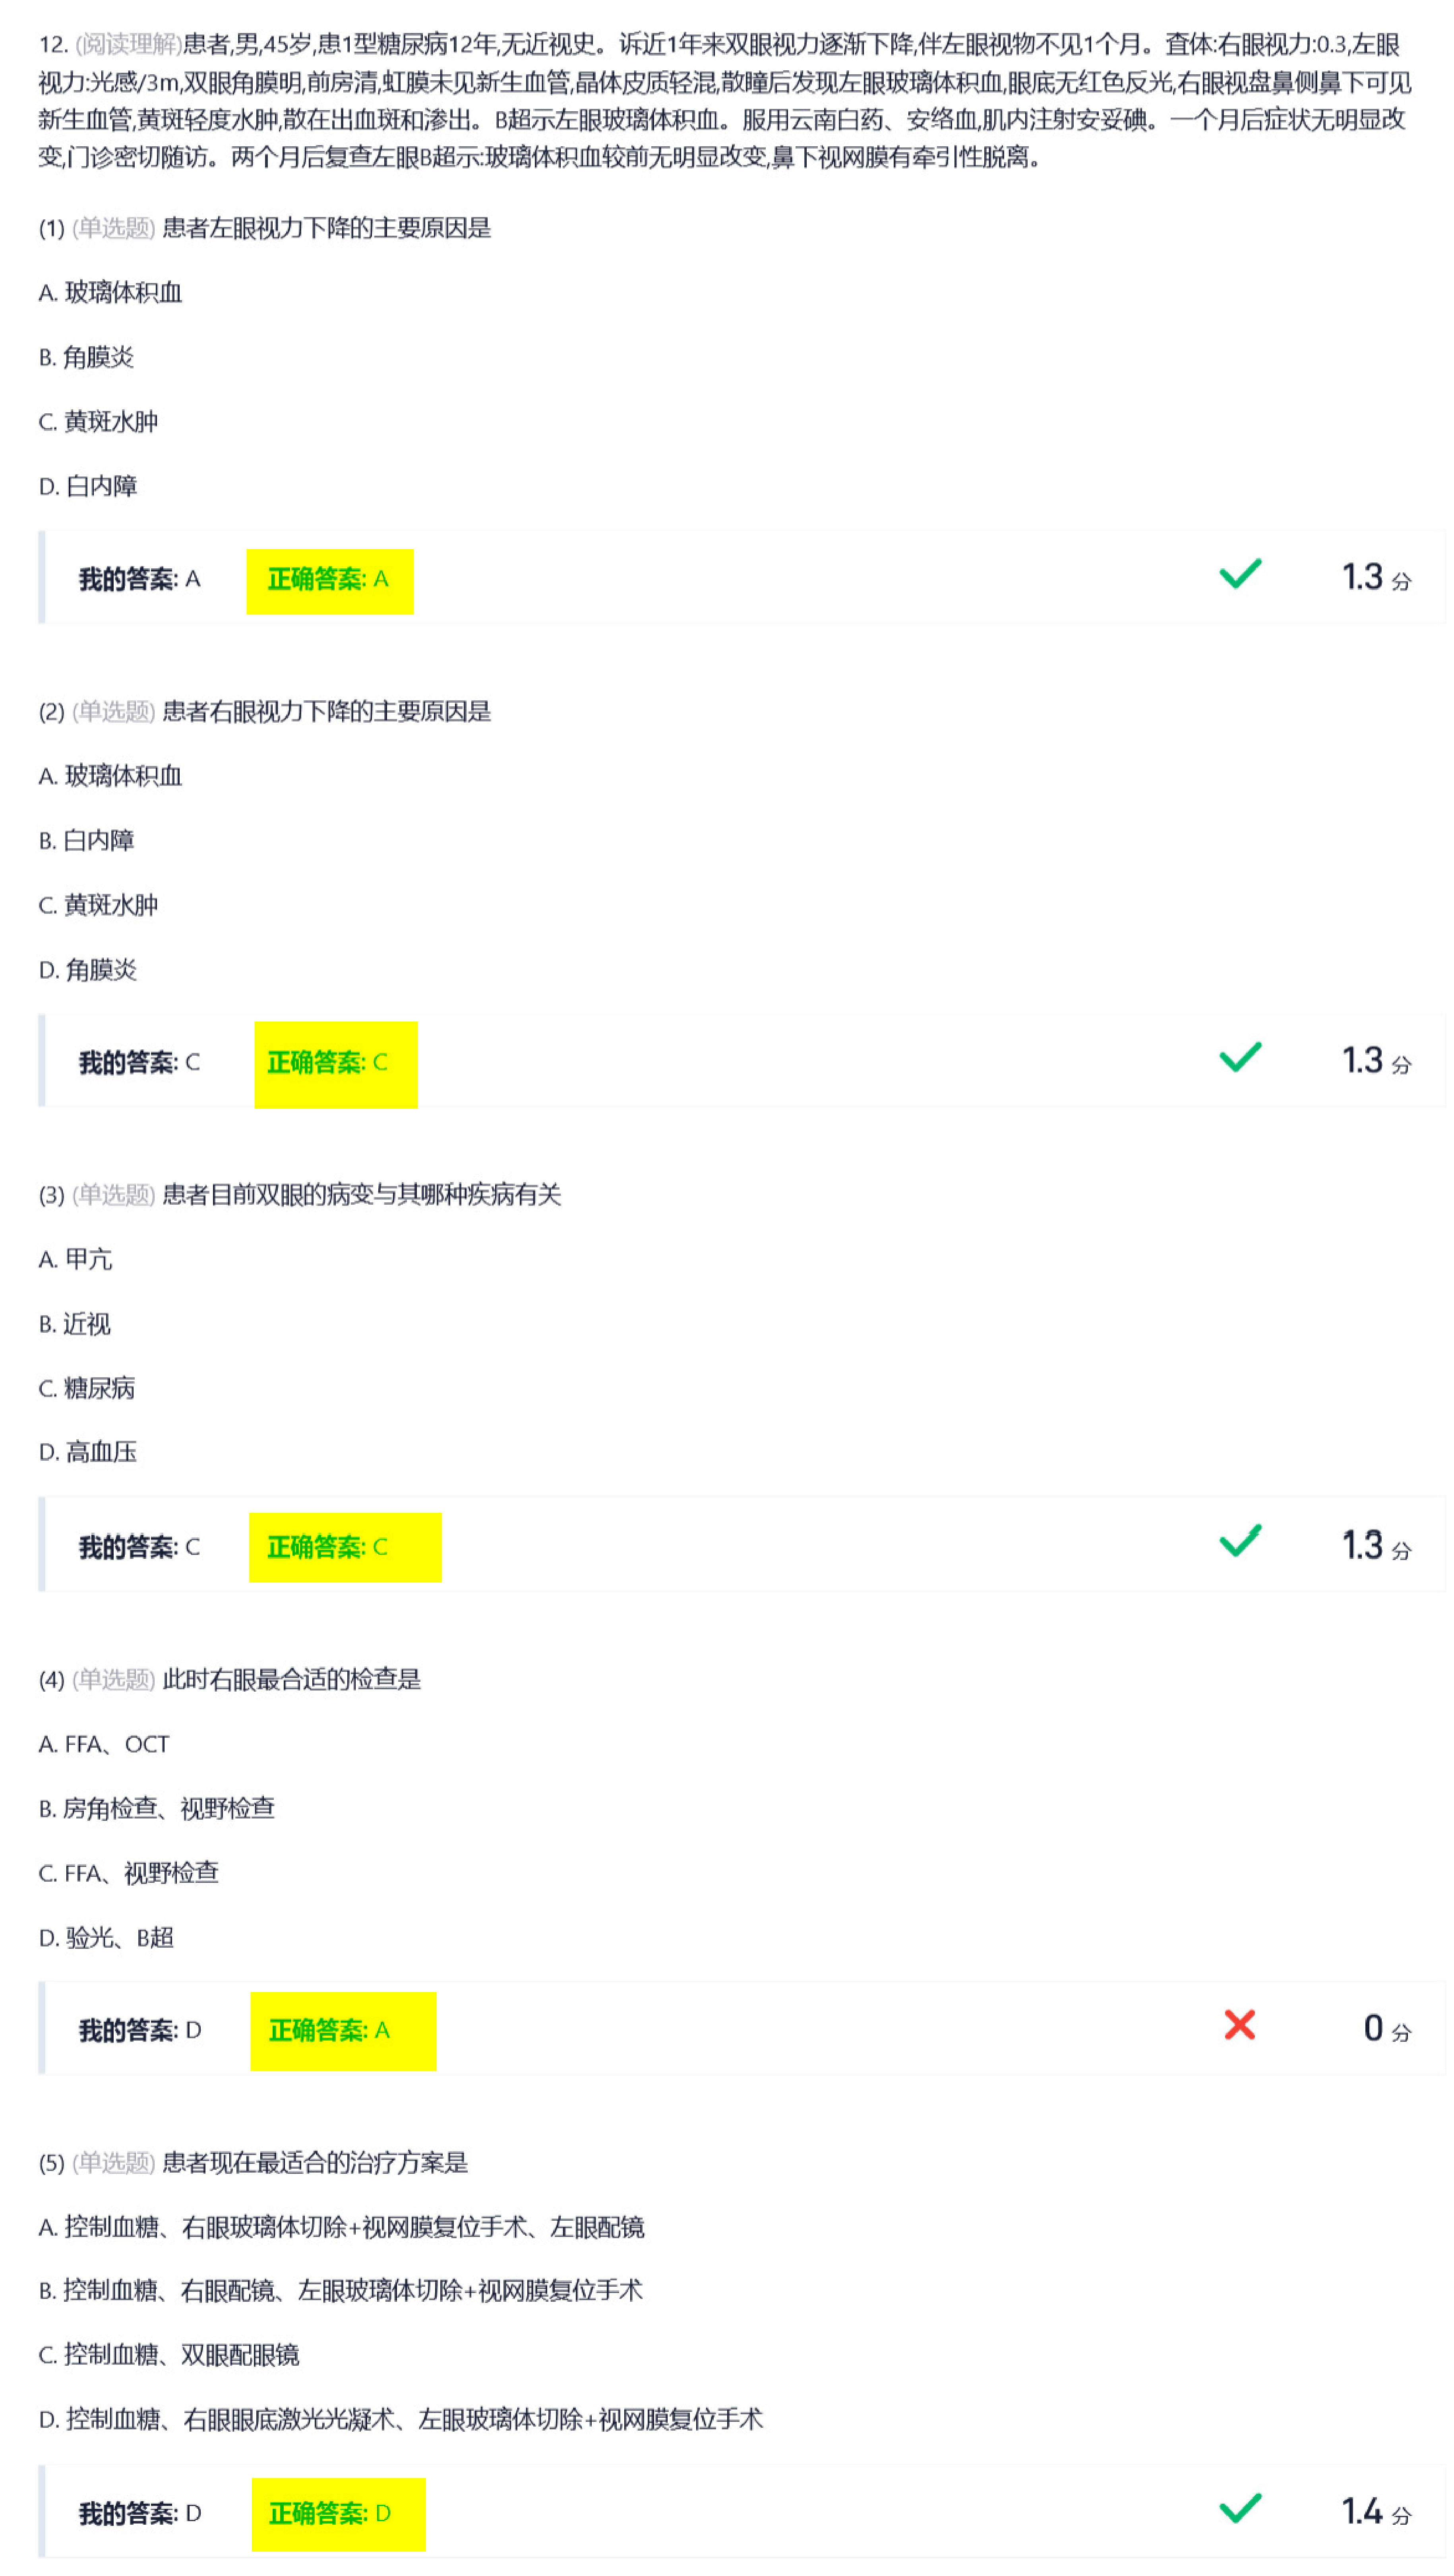 12. (阅读理解)患者,男,45岁,患1型糖尿病12年,无近视史。诉近1年来双眼视力逐渐下降,伴左眼视物不见1个月。查体:右眼视力:0.3,左眼
视力:光感/3m,双眼角膜明,前房清,虹膜未见新生血管,晶体皮质轻混,散瞳后发现左眼玻璃体积血,眼底无红色反光,右眼视盘鼻侧鼻下可见
新生血管,黄斑轻度水肿,散在出血斑和渗出。B超示左眼玻璃体积血。服用云南白药、安络血,肌内注射安妥碘。一个月后症状无明显改
变,门诊密切随访。两个月后复查左眼B超示:玻璃体积血较前无明显改变,鼻下视网膜有牵引性脱离。
(1) (单选题) 患者左眼视力下降的主要原因是
A. 玻璃体积血
B. 角膜炎
C. 黄斑水肿
D. 白内障
我的答案: A 正确答案: A 1.3 分
(2) (单选题) 患者右眼视力下降的主要原因是
A. 玻璃体积血
B. 白内障
C. 黄斑水肿
D. 角膜炎
我的答案: C 正确答案: C 1.3 分
(3) (单选题) 患者目前双眼的病变与其哪种疾病有关
A. 甲亢
B. 近视
C. 糖尿病
D. 高血压
我的答案: C 正确答案: C 1.3 分
(4) (单选题) 此时右眼最合适的检查是
A. FFA、OCT
B. 房角检查、视野检查
C. FFA、视野检查
D. 验光、B超
我的答案: D 正确答案: A 0 分
(5) (单选题) 患者现在最适合的治疗方案是
A. 控制血糖、右眼玻璃体切除+视网膜复位手术、左眼配镜
B. 控制血糖、右眼配镜、左眼玻璃体切除+视网膜复位手术
C. 控制血糖、双眼配眼镜
D. 控制血糖、右眼眼底激光光凝术、左眼玻璃体切除+视网膜复位手术
我的答案: D 正确答案: D 1.4 分